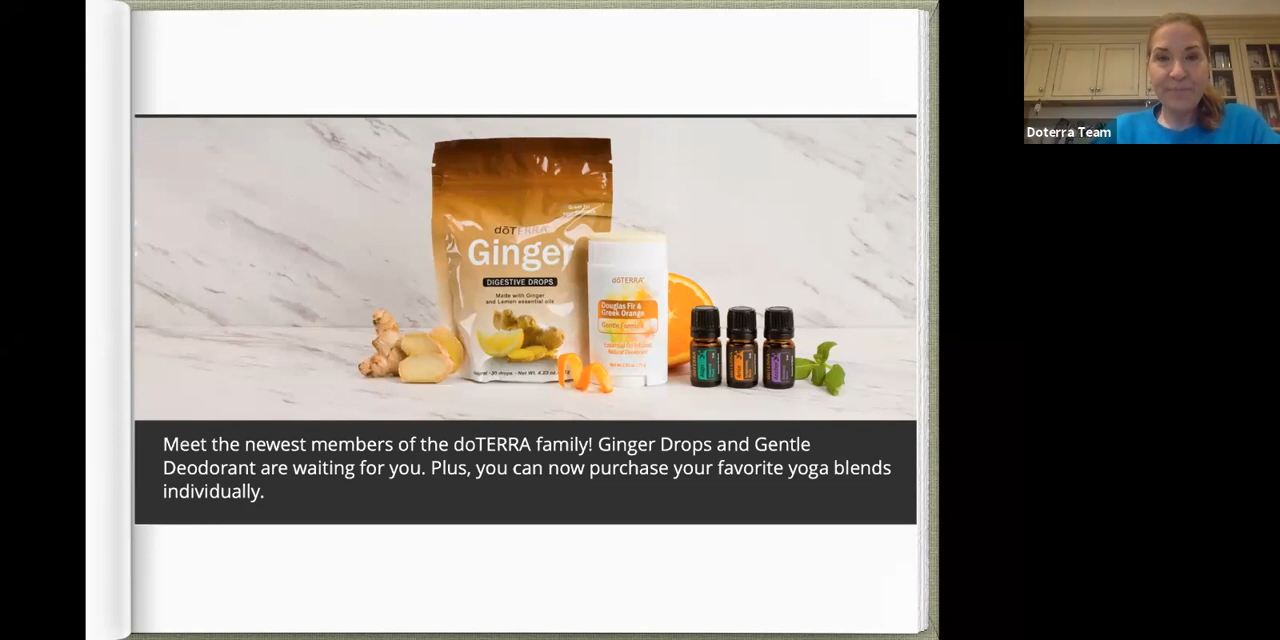 Doterra Team
dōTERRA
Ginger
DIGESTIVE DROPS
Made with Ginger
and Lemon essential oils
dōTERRA
Douglas Fir &
Greek Orange
Gentle Formula
Natural Deodorant
Meet the newest members of the doTERRA family! Ginger Drops and Gentle
Deodorant are waiting for you. Plus, you can now purchase your favorite yoga blends
individually.